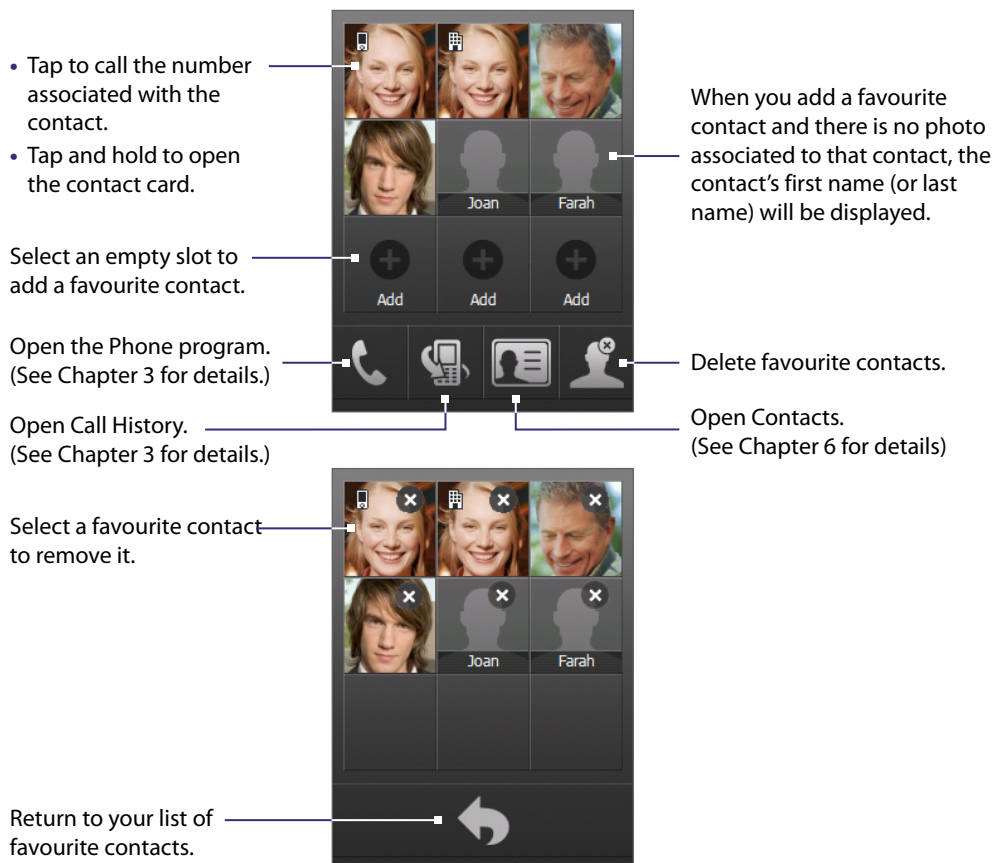 • Tap to call the number
associated with the
contact.
• Tap and hold to open
the contact card.
When you add a favourite
contact and there is no photo
associated to that contact, the
contact’s first name (or last
name) will be displayed.
Joan
Farah
Select an empty slot to
add a favourite contact.
Add
Add
Add
Open the Phone program.
(See Chapter 3 for details.)
Delete favourite contacts.
Open Call History.
(See Chapter 3 for details.)
Open Contacts.
(See Chapter 6 for details)
Select a favourite contact
to remove it.
Joan
Farah
Return to your list of
favourite contacts.